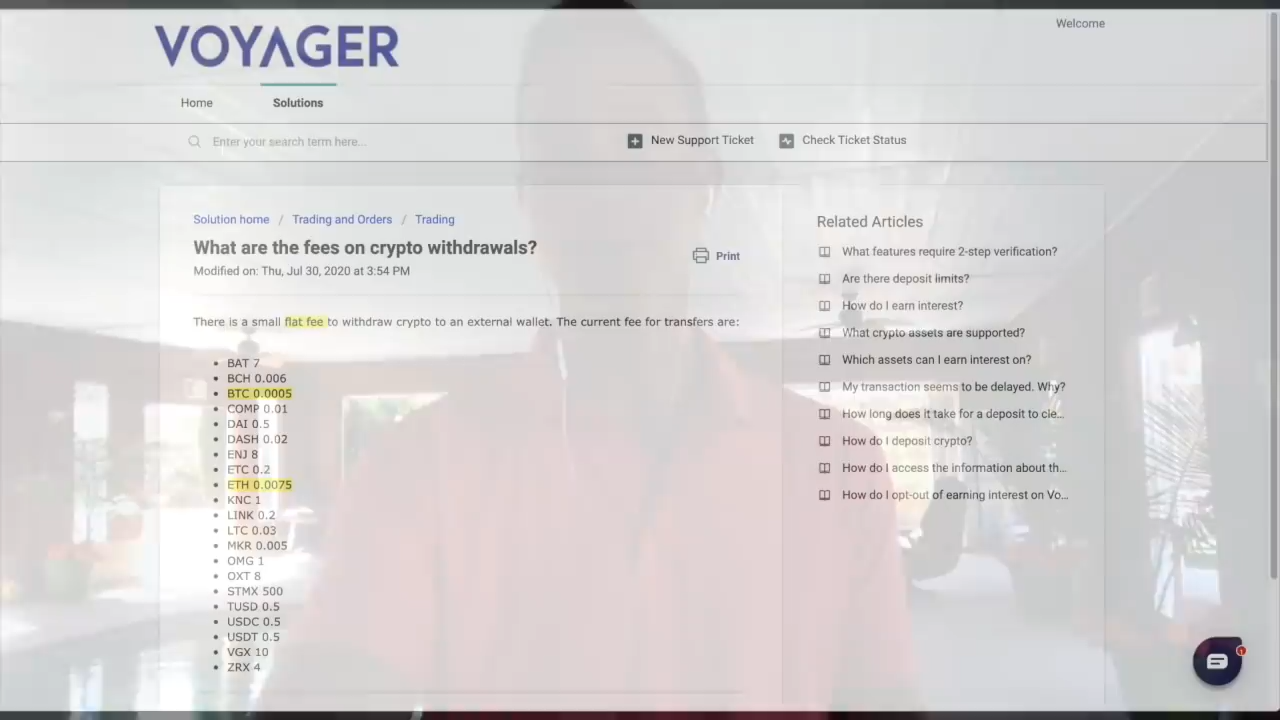 VOYAGER
Welcome
Home
Solutions
Enter your search term here...
New Support Ticket
Check Ticket Status
Solution home / Trading and Orders / Trading
What are the fees on crypto withdrawals?
Modified on: Thu, Jul 30, 2020 at 3:54 PM
Print
There is a small flat fee to withdraw crypto to an external wallet. The current fee for transfers are:
• BAT 7
• BCH 0.006
• BTC 0.0005
• COMP 0.01
• DAI 0.5
• DASH 0.02
• ENJ 8
• ETC 0.2
• ETH 0.0075
• KNC 1
• LINK 0.2
• LTC 0.03
• MKR 0.005
• OMG 1
• OXT 8
• STMX 500
• TUSD 0.5
• USDC 0.5
• USDT 0.5
• VGX 10
• ZRX 4
Related Articles
What features require 2-step verification?
Are there deposit limits?
How do I earn interest?
What crypto assets are supported?
Which assets can I earn interest on?
My transaction seems to be delayed. Why?
How long does it take for a deposit to cle...
How do I deposit crypto?
How do I access the information about th...
How do I opt-out of earning interest on Vo...
1